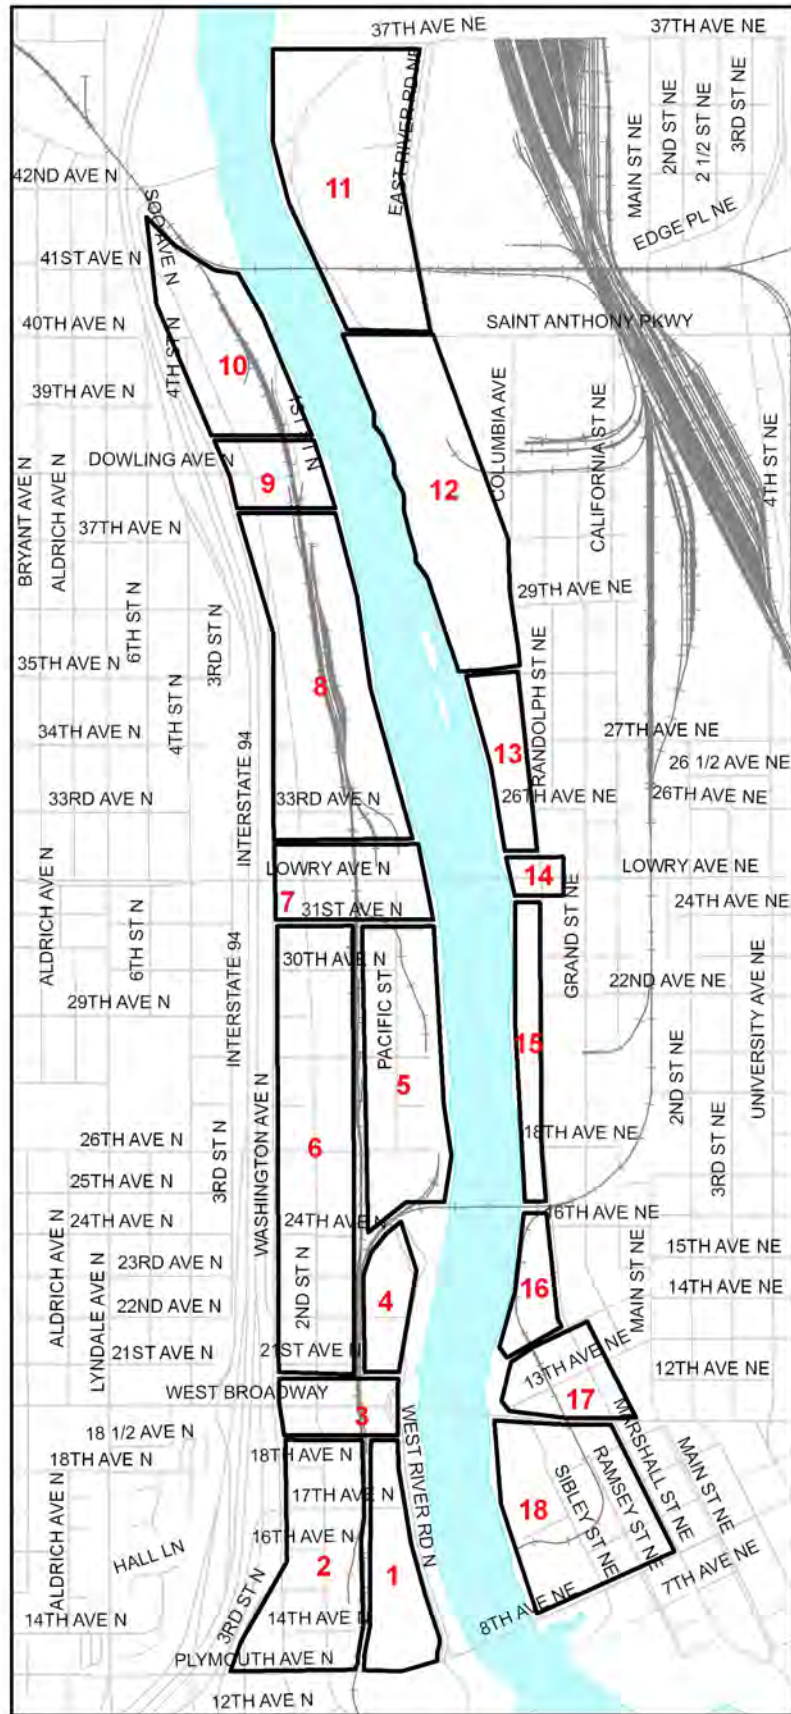 37TH AVE NE
37TH AVE NE
MAIN ST NE
2ND ST NE
2 1/2 ST NE
3RD ST NE
EAST RIVER RD NE
42ND AVE N
11
SOO AVE N
EDGE PL NE
41ST AVE N
40TH AVE N
SAINT ANTHONY PKWY
4TH ST N
10
39TH AVE N
COLUMBIA AVE
CALIFORNIA ST NE
4TH ST NE
DOWLING AVE N
9
12
BRYANT AVE N
ALDRICH AVE N
37TH AVE N
29TH AVE NE
6TH ST N
3RD ST N
35TH AVE N
8
4TH ST N
RANDOLPH ST NE
34TH AVE N
13
27TH AVE NE
26 1/2 AVE NE
INTERSTATE 94
33RD AVE N
33RD AVE N
26TH AVE NE
26TH AVE NE
LOWRY AVE N
14
LOWRY AVE NE
ALDRICH AVE N
7
31ST AVE N
24TH AVE NE
6TH ST N
GRAND ST NE
30TH AVE N
22ND AVE NE
INTERSTATE 94
29TH AVE N
PACIFIC ST
UNIVERSITY AVE NE
15
5
2ND ST NE
WASHINGTON AVE N
6
18TH AVE NE
26TH AVE N
3RD ST N
3RD ST NE
25TH AVE N
24TH AVE N
24TH AVE N
16TH AVE NE
ALDRICH AVE N
15TH AVE NE
23RD AVE N
LYNDALE AVE N
2ND ST N
4
16
MAIN ST NE
14TH AVE NE
22ND AVE N
21ST AVE N
21ST AVE N
13TH AVE NE
12TH AVE NE
WEST BROADWAY
17
3
18 1/2 AVE N
WEST RIVER RD N
MARSHALL ST NE
18TH AVE N
18TH AVE N
MAIN ST NE
17TH AVE N
RAMSEY ST NE
18
SIBLEY ST NE
16TH AVE N
ALDRICH AVE N
HALL LN
2
1
7TH AVE NE
3RD ST N
14TH AVE N
14TH AVE N
8TH AVE NE
PLYMOUTH AVE N
12TH AVE N